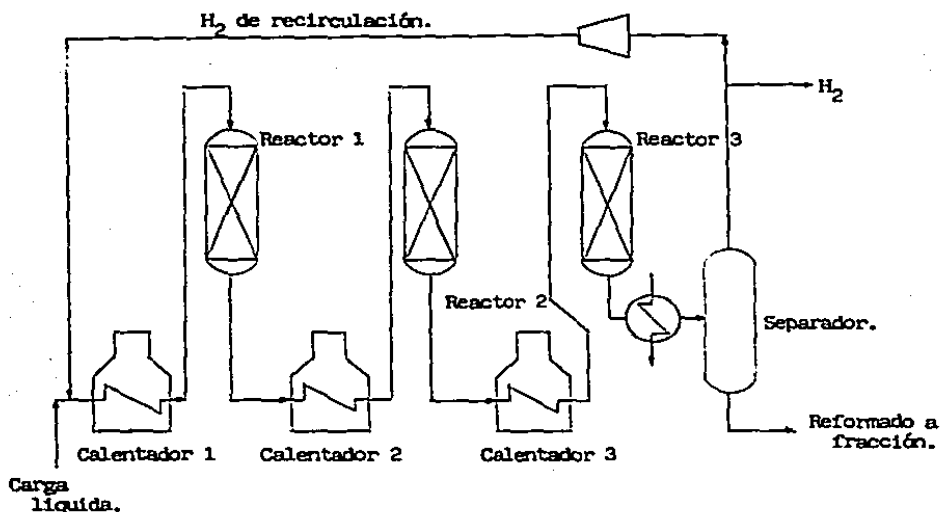 H2 de recirculación.
H2
Reactor 1
Reactor 3
Reactor 2
Separador.
Calentador 1
Calentador 2
Calentador 3
Reformado a
fracción.
Carga
líquida.